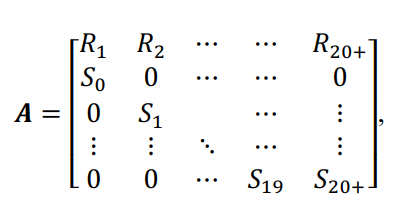 R₁ R₂ ⋯ ⋯ R₂₀₊
S₀ 0 ⋯ ⋯ 0
A = 0 S₁ ⋯ ⋮ ,
⋮ ⋮ ⋱ ⋯ ⋮
0 0 ⋯ S₁₉ S₂₀₊